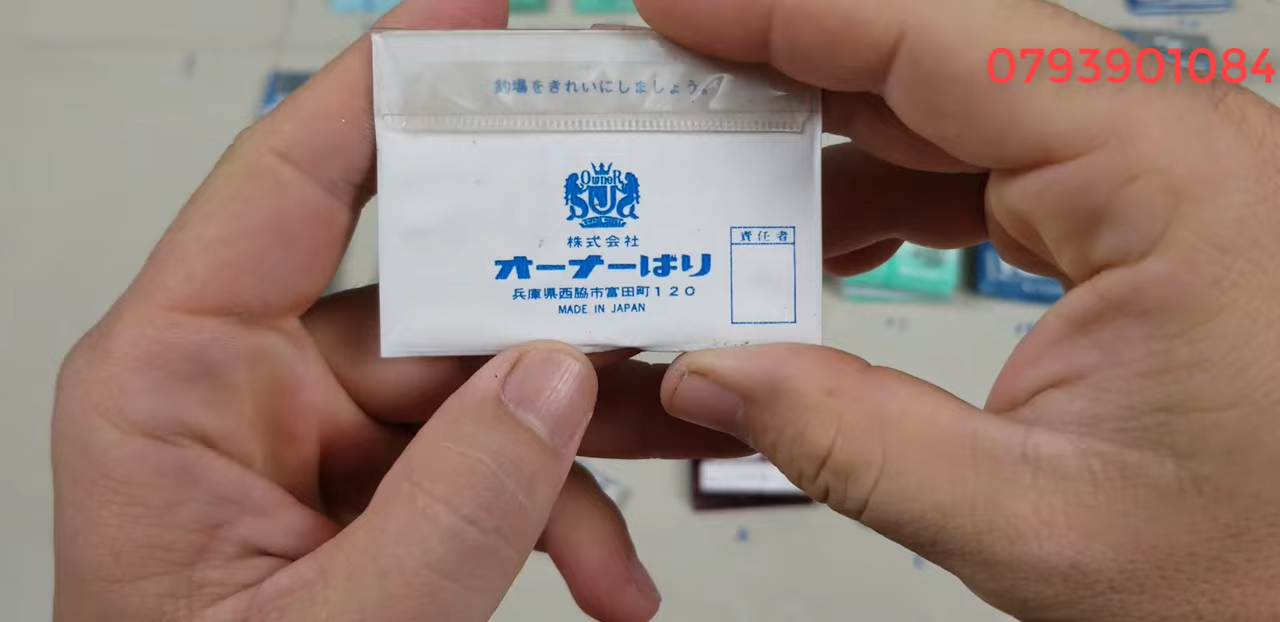 0793901084
釣場をきれいにしましょう。
OWNER
株式会社
オーナーばり
兵庫県西脇市富田町120
MADE IN JAPAN
責任者